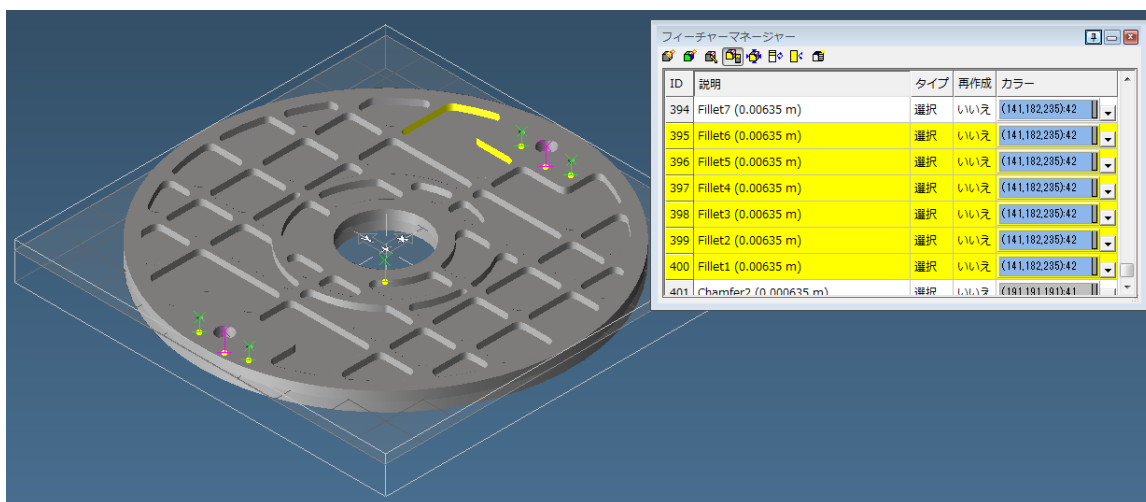 フィーチャーマネージャー
ID 説明 タイプ 再作成 カラー
394 Fillet7 (0.00635 m) 選択 いいえ (141,182,235):42
395 Fillet6 (0.00635 m) 選択 いいえ (141,182,235):42
396 Fillet5 (0.00635 m) 選択 いいえ (141,182,235):42
397 Fillet4 (0.00635 m) 選択 いいえ (141,182,235):42
398 Fillet3 (0.00635 m) 選択 いいえ (141,182,235):42
399 Fillet2 (0.00635 m) 選択 いいえ (141,182,235):42
400 Fillet1 (0.00635 m) 選択 いいえ (141,182,235):42
401 Chamfer2 (0.000635 m) 選択 いいえ (191,191,191):41